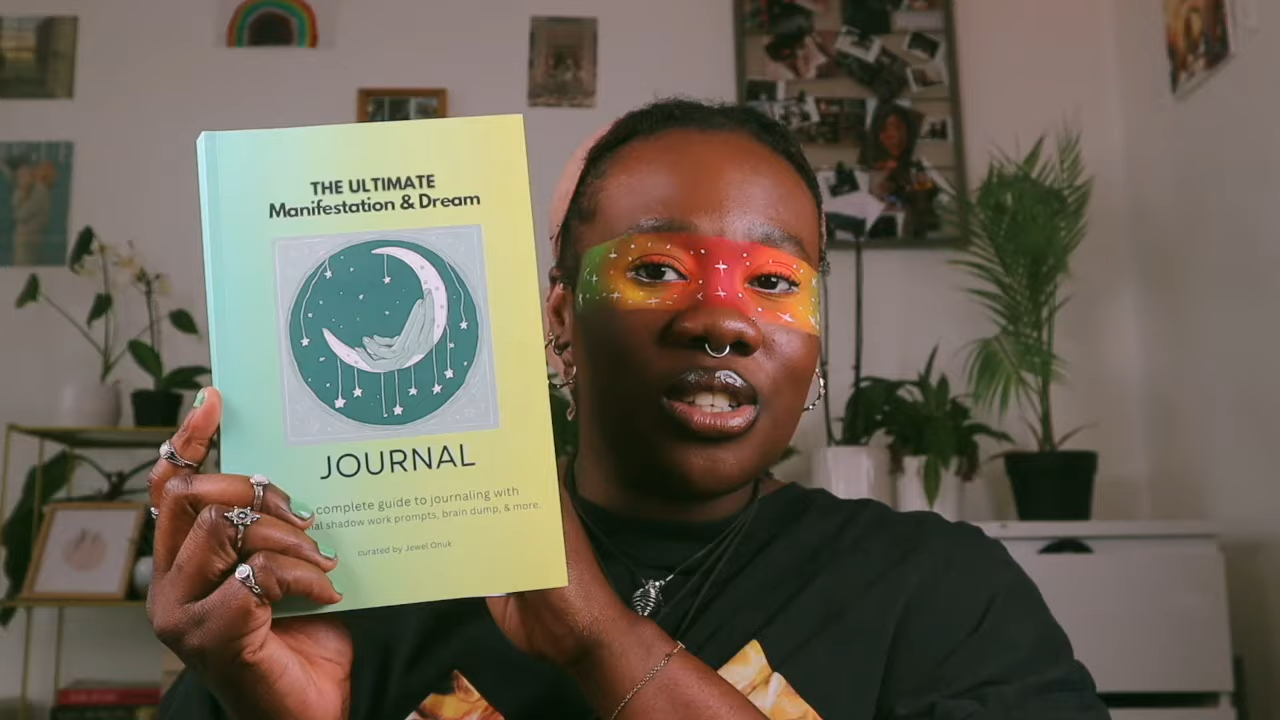 THE ULTIMATE
Manifestation & Dream
JOURNAL
complete guide to journaling with
shadow work prompts, brain dump, & more.
curated by Jewel Onuk